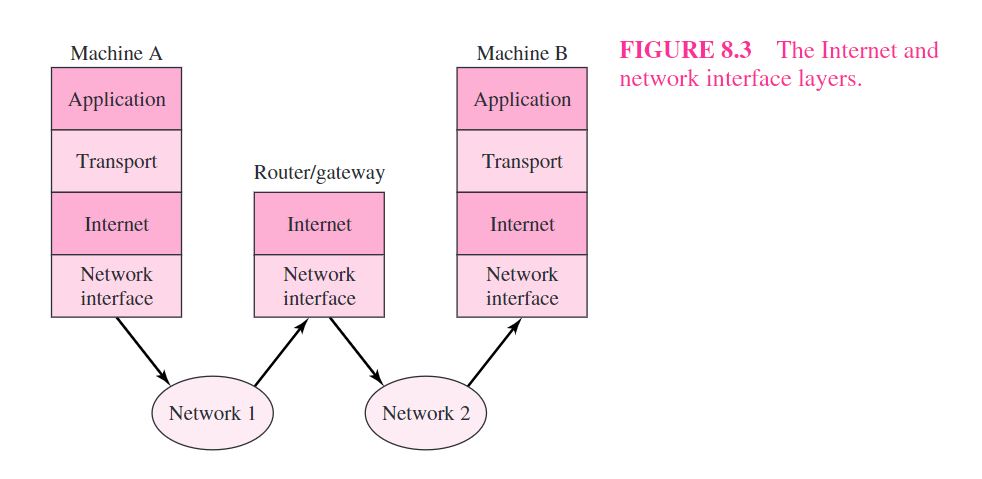 Machine A
Application
Transport
Internet
Network
interface
Router/gateway
Internet
Network
interface
Machine B
Application
Transport
Internet
Network
interface
Network 1
Network 2
FIGURE 8.3 The Internet and
network interface layers.